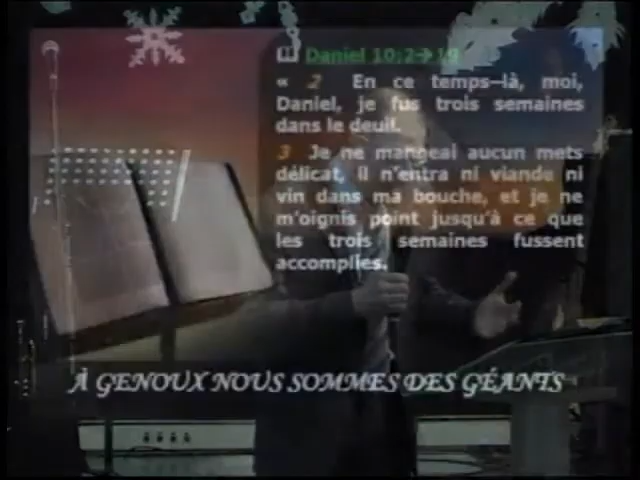 Daniel 10:2→19
« 2 En ce temps-là, moi,
Daniel, je fus trois semaines
dans le deuil.
3 Je ne mangeai aucun mets
délicat, il n'entra ni viande ni
vin dans ma bouche, et je ne
m'oignis point jusqu'à ce que
les trois semaines fussent
accomplies.
À GENOUX NOUS SOMMES DES GÉANTS